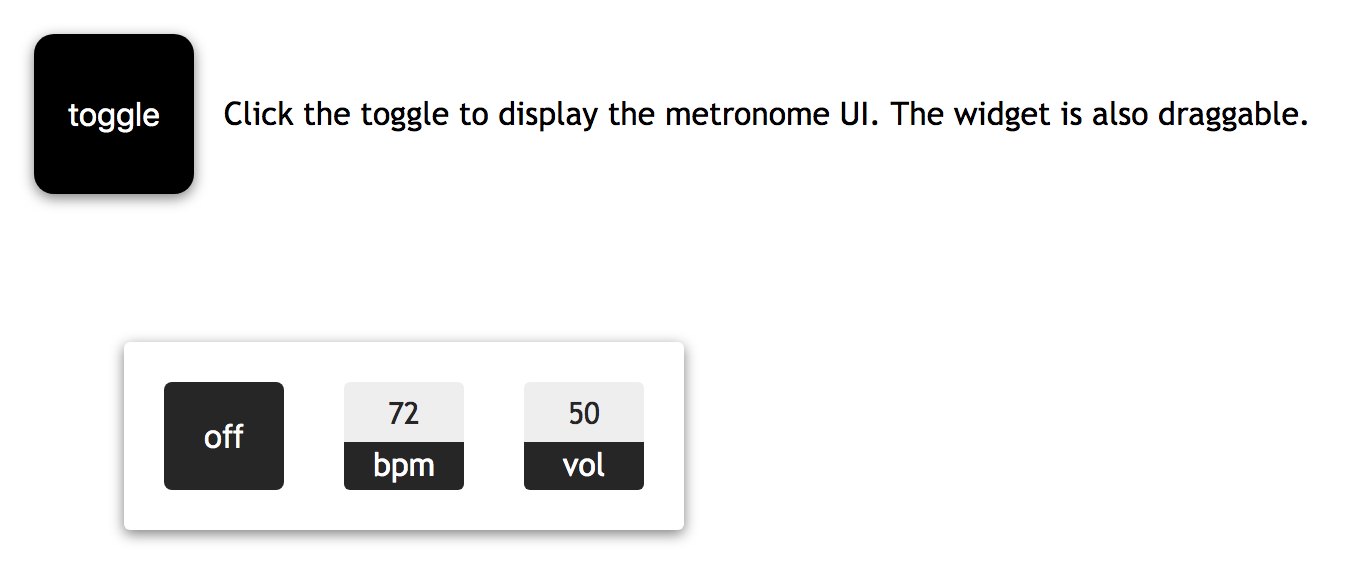 toggle
Click the toggle to display the metronome UI. The widget is also draggable.
off
72
bpm
50
vol